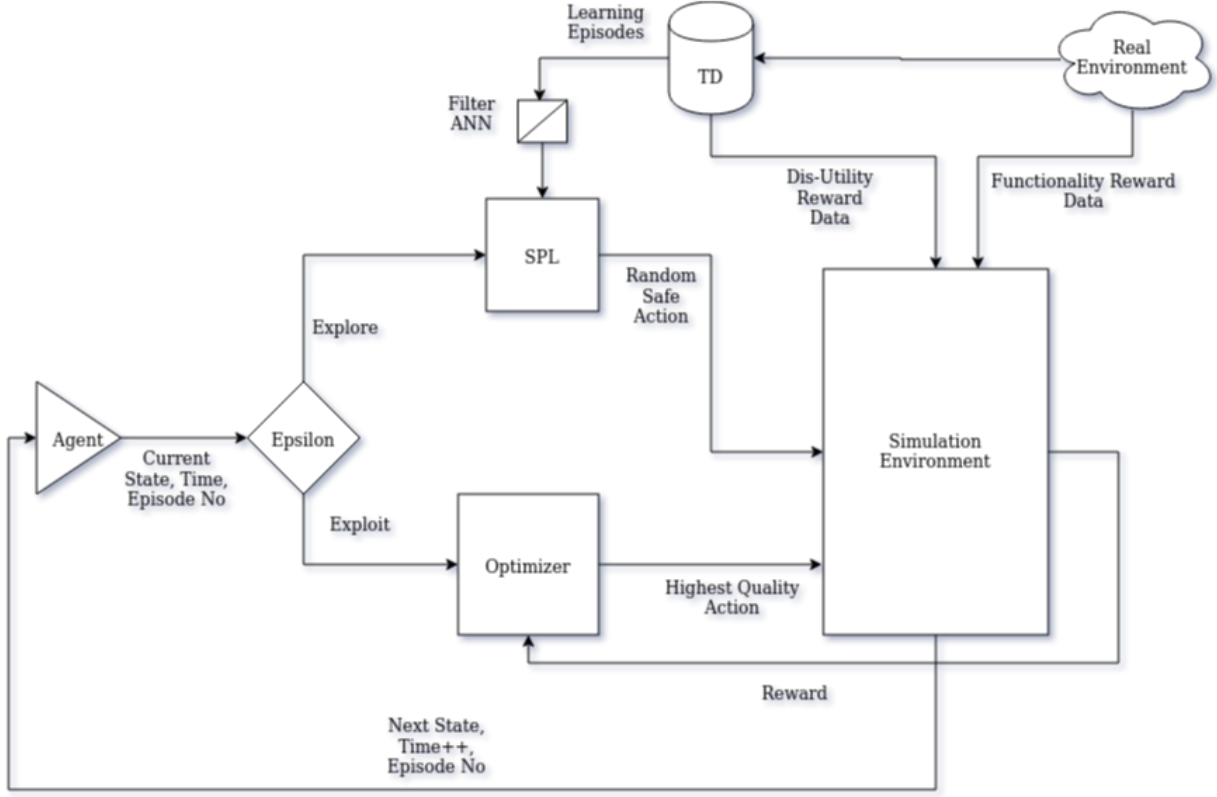 Learning
Episodes
TD
Real
Environment
Filter
ANN
Dis-Utility
Reward
Data
Functionality Reward
Data
SPL
Random
Safe
Action
Explore
Agent
Epsilon
Current
State, Time,
Episode No
Simulation
Environment
Exploit
Optimizer
Highest Quality
Action
Reward
Next State,
Time++,
Episode No